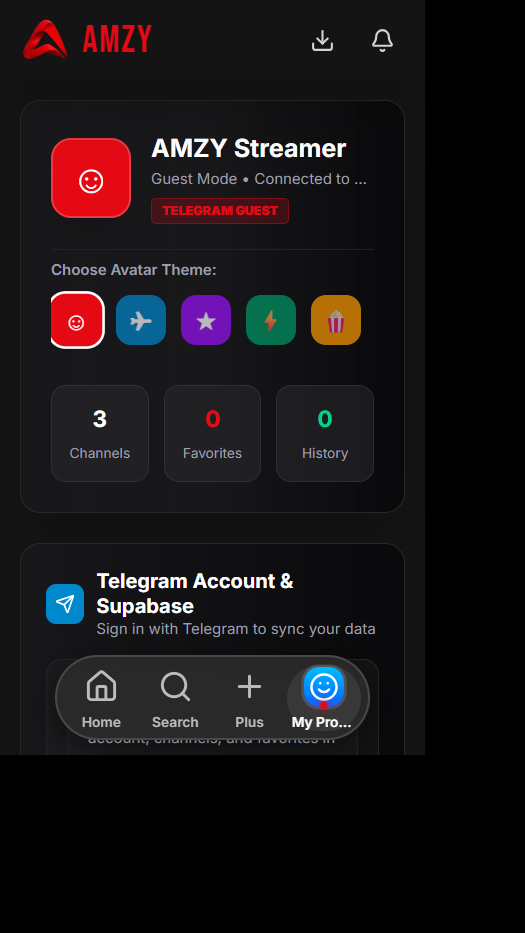 AMZY
AMZY Streamer
Guest Mode • Connected to ...
TELEGRAM GUEST
Choose Avatar Theme:
3
Channels
0
Favorites
0
History
Telegram Account &
Supabase
Sign in with Telegram to sync your data
Home
Search
Plus
My Pro...
account, channels, and favorites in